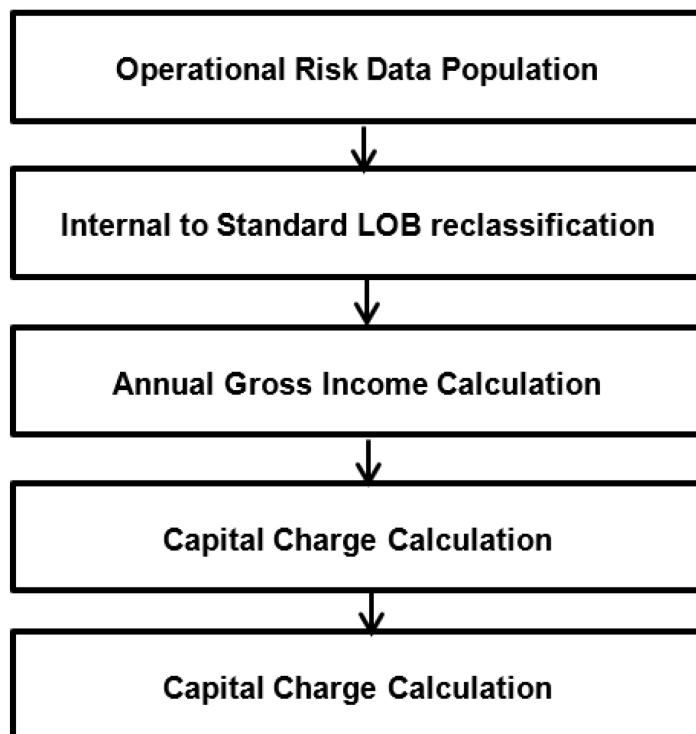 Operational Risk Data Population
Internal to Standard LOB reclassification
Annual Gross Income Calculation
Capital Charge Calculation
Capital Charge Calculation